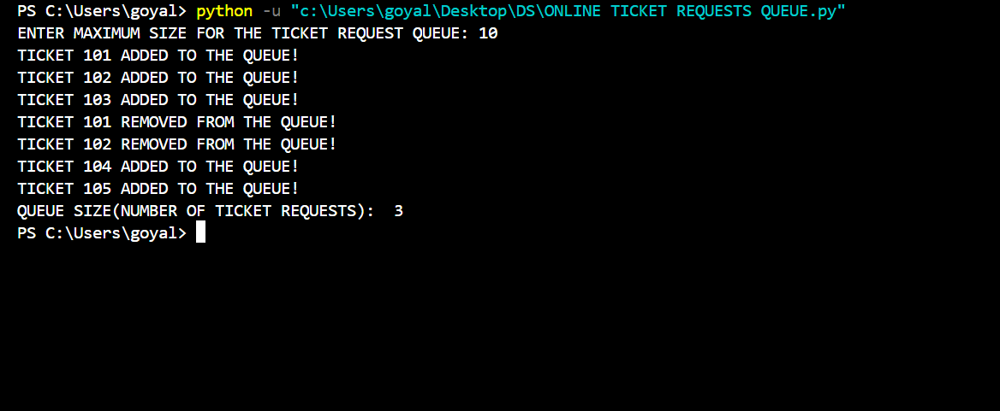 PS C:\Users\goyal> python -u "c:\Users\goyal\Desktop\DS\ONLINE TICKET REQUESTS QUEUE.py"
ENTER MAXIMUM SIZE FOR THE TICKET REQUEST QUEUE: 10
TICKET 101 ADDED TO THE QUEUE!
TICKET 102 ADDED TO THE QUEUE!
TICKET 103 ADDED TO THE QUEUE!
TICKET 101 REMOVED FROM THE QUEUE!
TICKET 102 REMOVED FROM THE QUEUE!
TICKET 104 ADDED TO THE QUEUE!
TICKET 105 ADDED TO THE QUEUE!
QUEUE SIZE(NUMBER OF TICKET REQUESTS):  3
PS C:\Users\goyal>